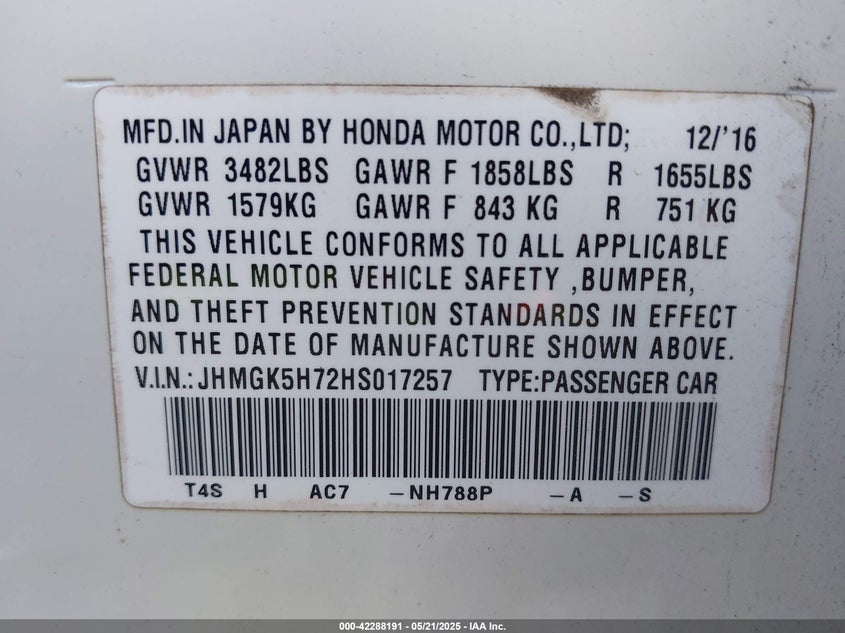 MFD.IN JAPAN BY HONDA MOTOR CO.,LTD; 12/'16
GVWR 3482LBS GAWR F 1858LBS R 1655LBS
GVWR 1579KG GAWR F 843 KG R 751 KG
THIS VEHICLE CONFORMS TO ALL APPLICABLE
FEDERAL MOTOR VEHICLE SAFETY ,BUMPER,
AND THEFT PREVENTION STANDARDS IN EFFECT
ON THE DATE OF MANUFACTURE SHOWN ABOVE.
V.I.N.: JHMGK5H72HS017257 TYPE:PASSENGER CAR
T4S H AC7 –NH788P –A –S
000-42288191 - 05/21/2025 - IAA Inc.